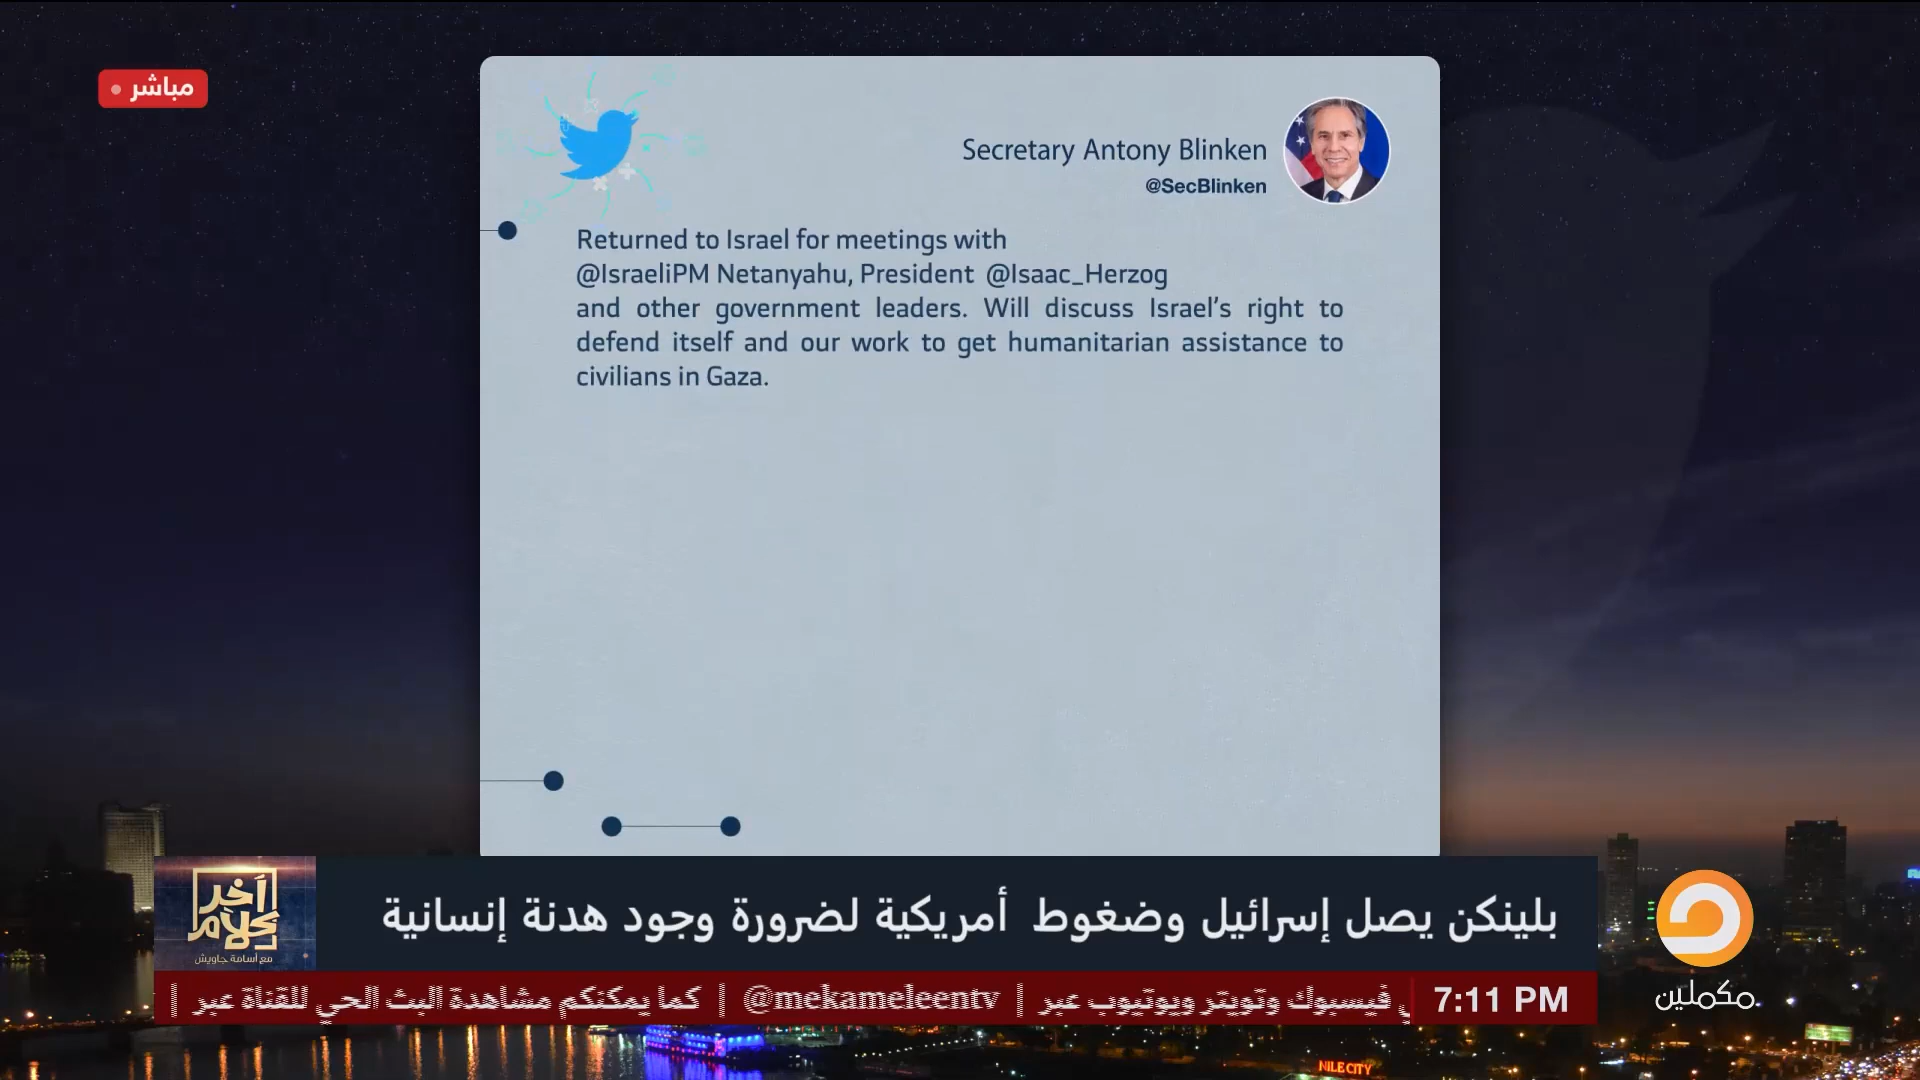 مباشر
Secretary Antony Blinken
@SecBlinken
Returned to Israel for meetings with
@IsraeliPM Netanyahu, President @Isaac_Herzog
and other government leaders. Will discuss Israel’s right to
defend itself and our work to get humanitarian assistance to
civilians in Gaza.
آخر
كلام
مع أسامة جاويش
بلينكن يصل إسرائيل وضغوط أمريكية لضرورة وجود هدنة إنسانية
فيسبوك وتويتر ويوتيوب عبر | @mekameleentv | كما يمكنكم مشاهدة البث الحي للقناة عبر |
7:11 PM
مكملين
NILE CITY